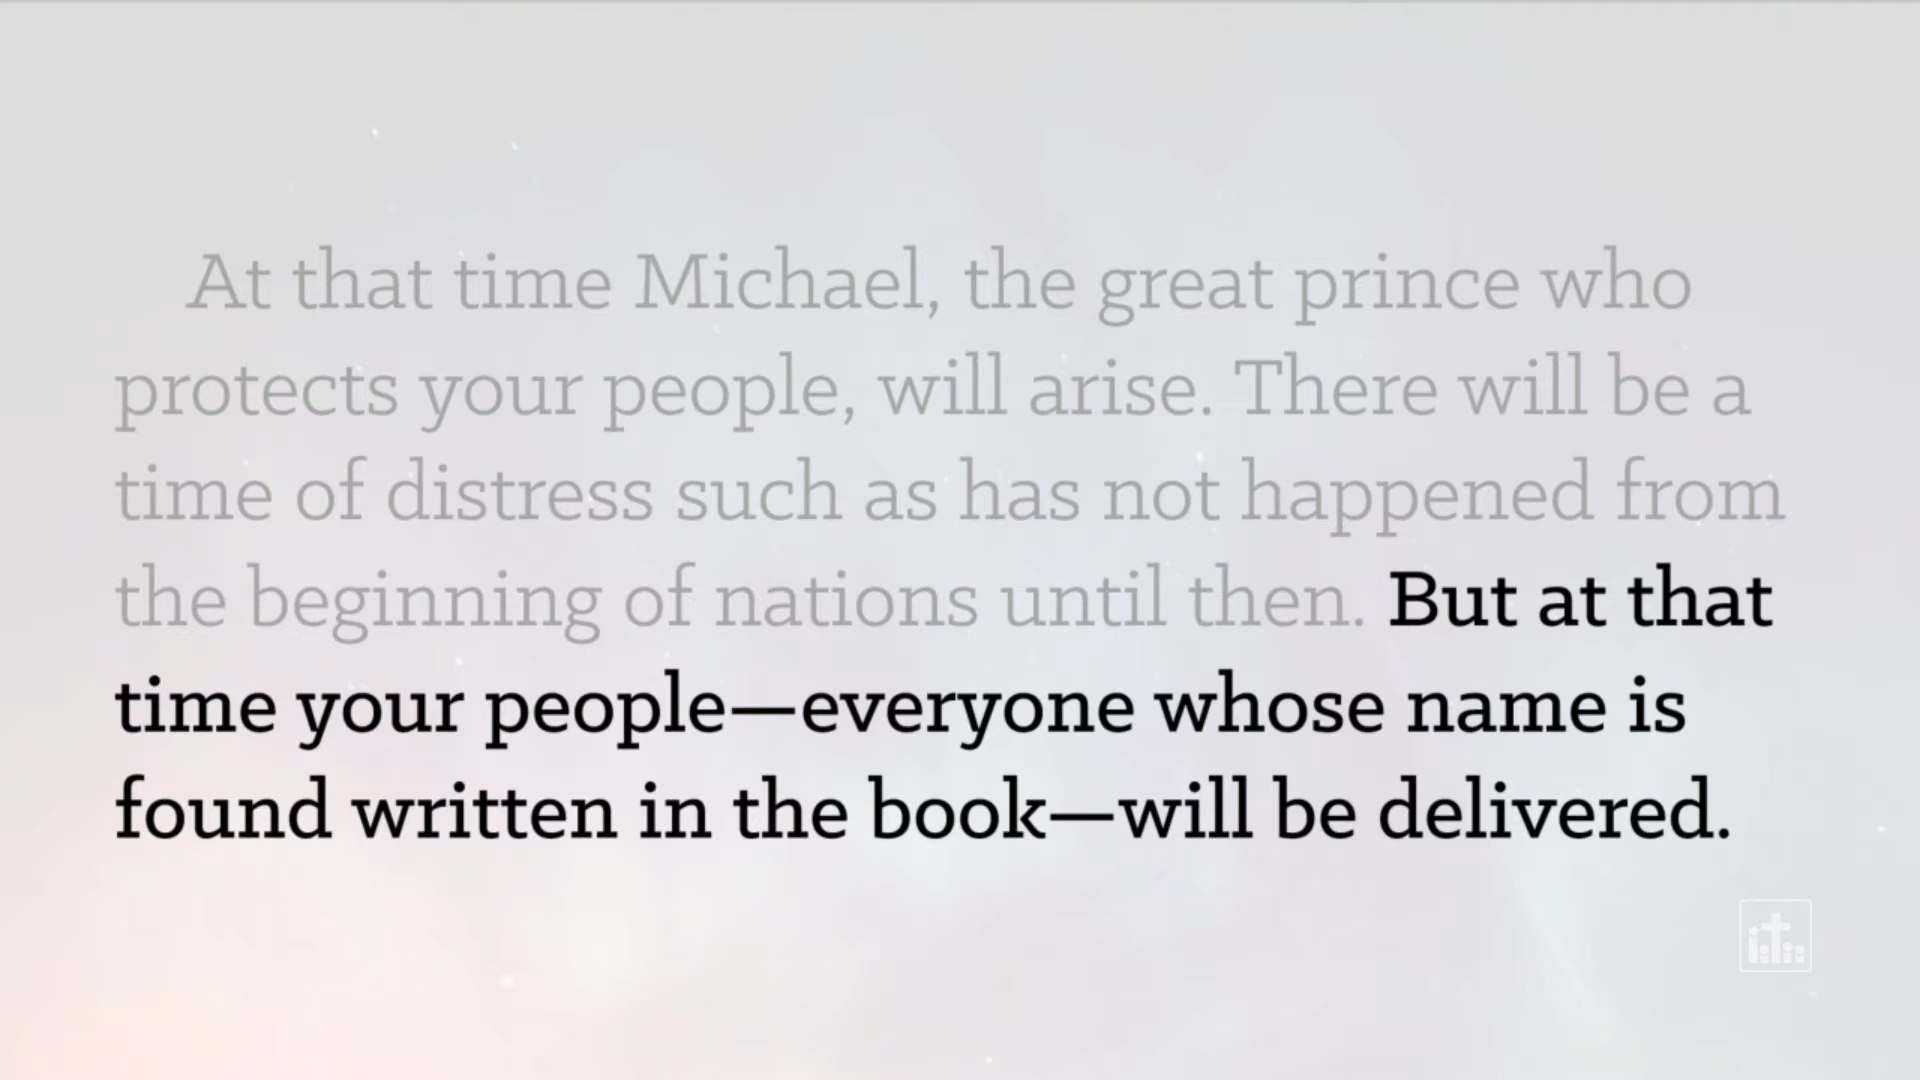 At that time Michael, the great prince who
protects your people, will arise. There will be a
time of distress such as has not happened from
the beginning of nations until then. But at that
time your people—everyone whose name is
found written in the book—will be delivered.